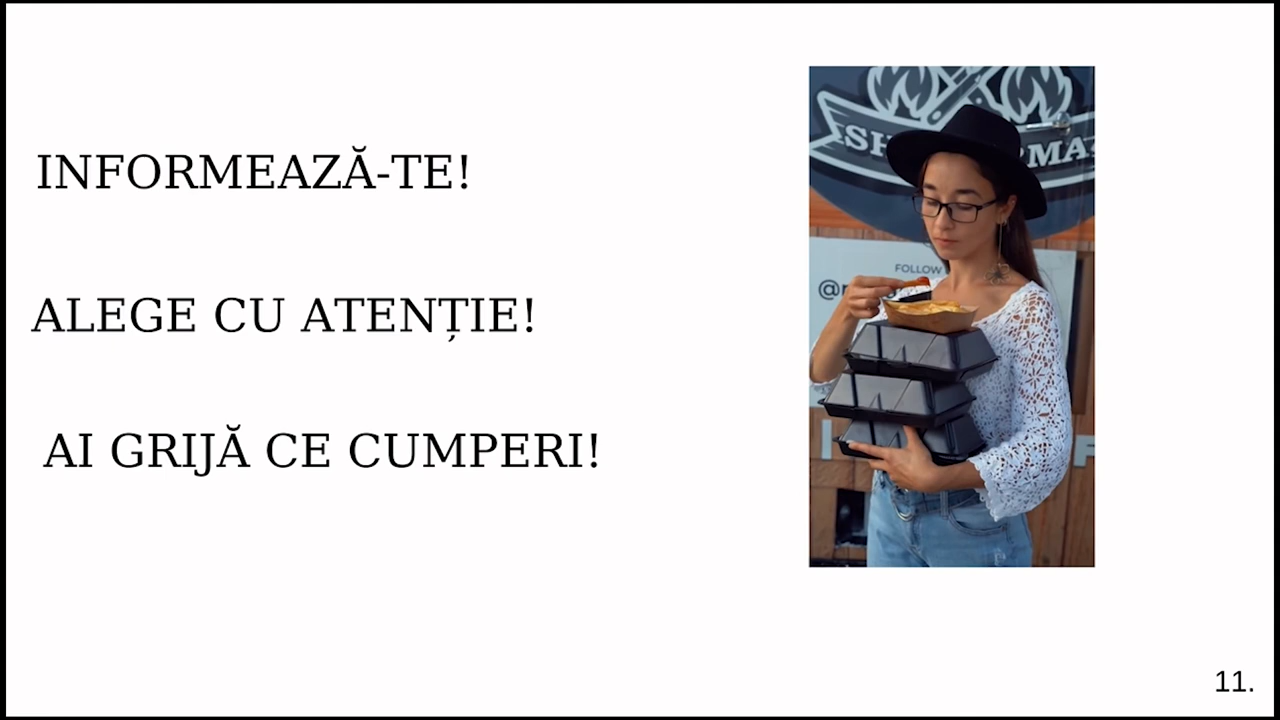 INFORMEAZĂ-TE!
ALEGE CU ATENȚIE!
AI GRIJĂ CE CUMPERI!
FOLLOW
11.